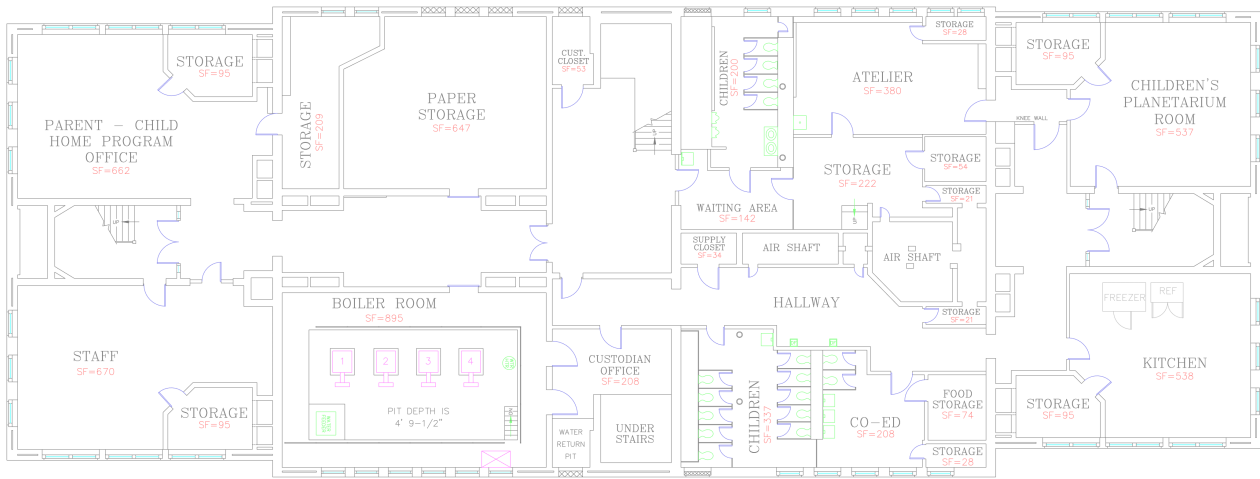 STORAGE
SF=95
PARENT - CHILD
HOME PROGRAM
OFFICE
SF=662
STORAGE
SF=209
PAPER
STORAGE
SF=647
CUST.
CLOSET
SF=53
UP
CHILDREN
SF=200
STORAGE
SF=28
ATELIER
SF=380
STORAGE
SF=95
CHILDREN'S
PLANETARIUM
ROOM
SF=537
KNEE WALL
STORAGE
SF=222
STORAGE
SF=54
STORAGE
SF=21
UP
WAITING AREA
SF=142
UP
UP
SUPPLY
CLOSET
SF=34
AIR SHAFT
AIR SHAFT
BOILER ROOM
SF=895
HALLWAY
STORAGE
SF=21
FREEZER
REF
STAFF
SF=670
1
2
3
4
CUSTODIAN
OFFICE
SF=208
KITCHEN
SF=538
STORAGE
SF=95
PIT DEPTH IS
4' 9-1/2"
DN
WATER
RETURN
PIT
UNDER
STAIRS
CHILDREN
SF=337
CO-ED
SF=208
FOOD
STORAGE
SF=74
STORAGE
SF=28
STORAGE
SF=95